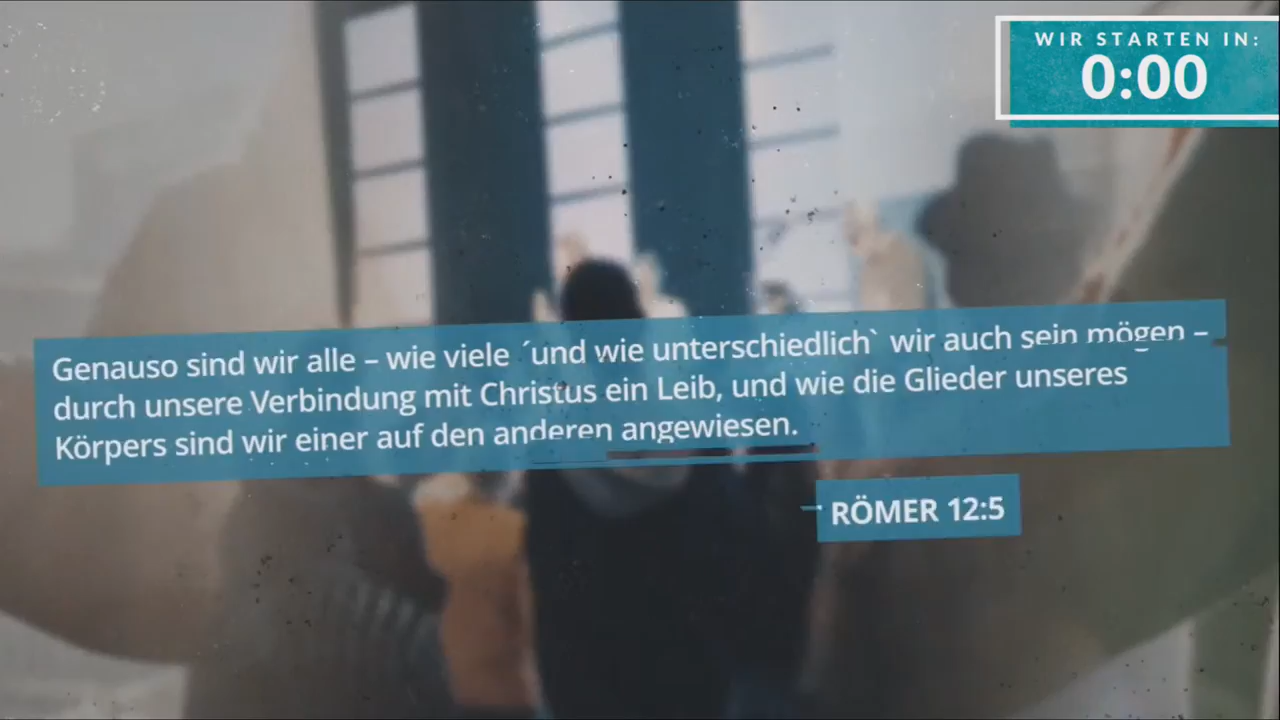 WIR STARTEN IN:
0:00
Genauso sind wir alle – wie viele ´und wie unterschiedlich` wir auch sein mögen –
durch unsere Verbindung mit Christus ein Leib, und wie die Glieder unseres
Körpers sind wir einer auf den anderen angewiesen.
RÖMER 12:5